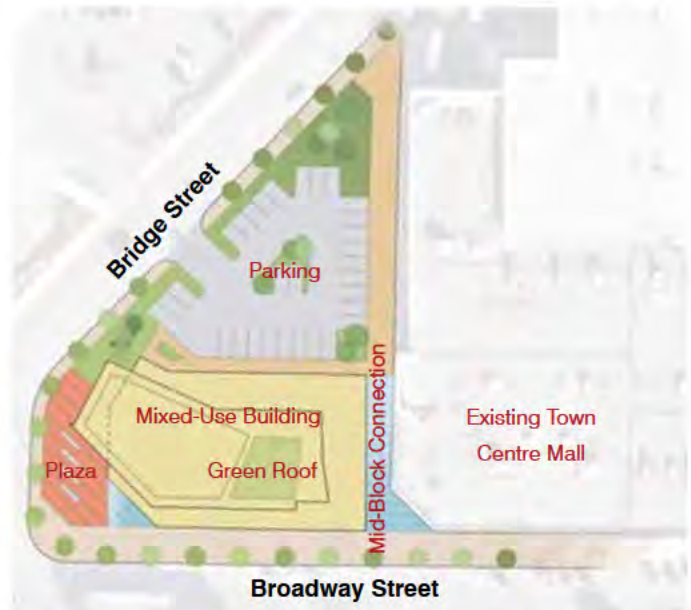 Bridge Street
Parking
Mid-Block Connection
Mixed-Use Building
Existing Town
Centre Mall
Plaza
Green Roof
Broadway Street